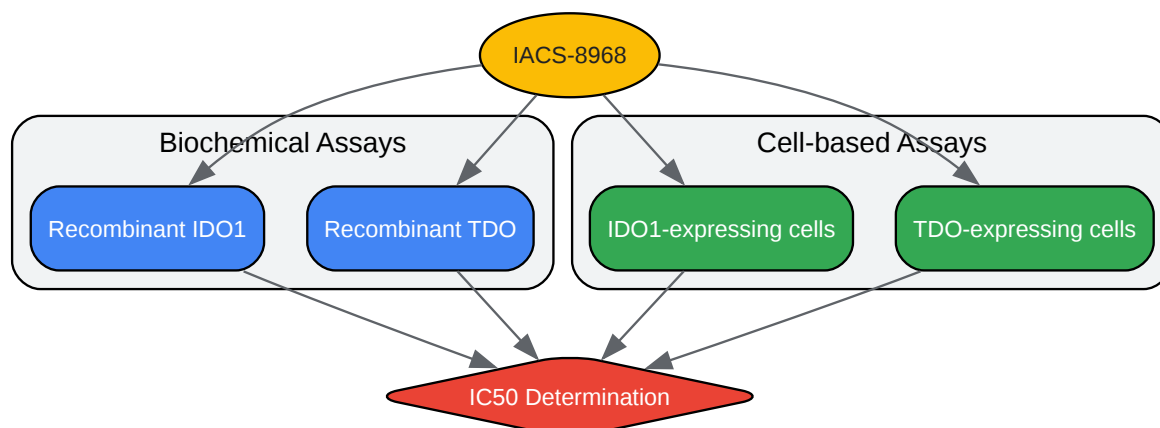 IACS-8968
Biochemical Assays
Cell-based Assays
Recombinant IDO1
Recombinant TDO
IDO1-expressing cells
TDO-expressing cells
IC50 Determination